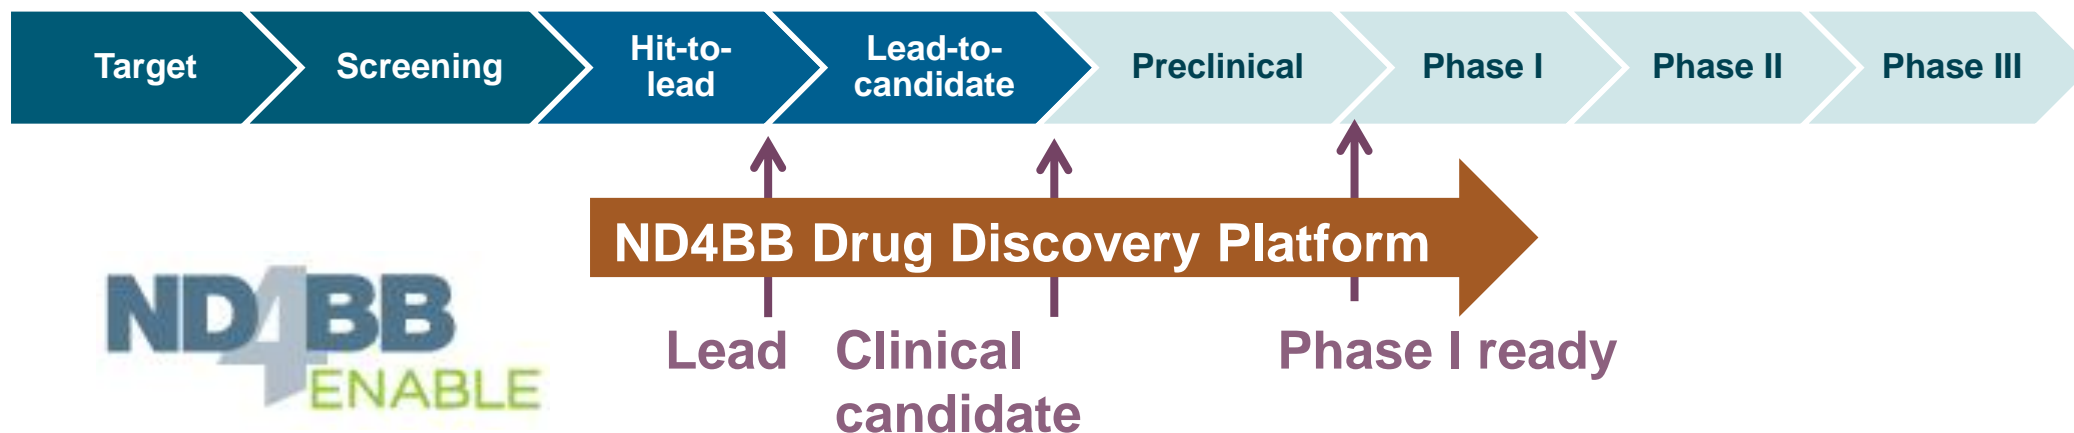 Target
Screening
Hit-to-
lead
Lead-to-
candidate
Preclinical
Phase I
Phase II
Phase III
ND4BB Drug Discovery Platform
ND4BB
ENABLE
Lead
Clinical
candidate
Phase I ready